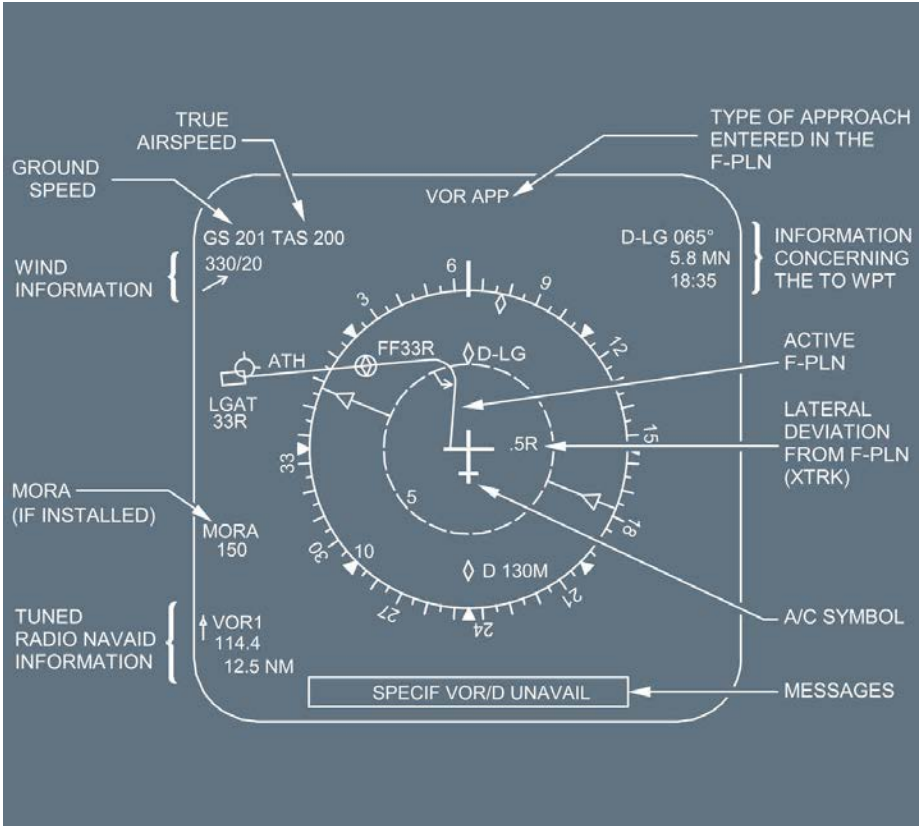 TRUE
AIRSPEED
TYPE OF APPROACH
ENTERED IN THE
F-PLN
GROUND
SPEED
VOR APP
GS 201 TAS 200
D-LG 065°
INFORMATION
CONCERNING
THE TO WPT
WIND
INFORMATION
330/20
5.8 MN
18:35
6
3
9
12
ATH
FF33R
D-LG
ACTIVE
F-PLN
LGAT
33R
.5R
15
LATERAL
DEVIATION
FROM F-PLN
(XTRK)
33
5
18
MORA
(IF INSTALLED)
MORA
150
30
10
D 130M
21
27
24
A/C SYMBOL
TUNED
RADIO NAVAID
INFORMATION
VOR1
114.4
12.5 NM
SPECIF VOR/D UNAVAIL
MESSAGES